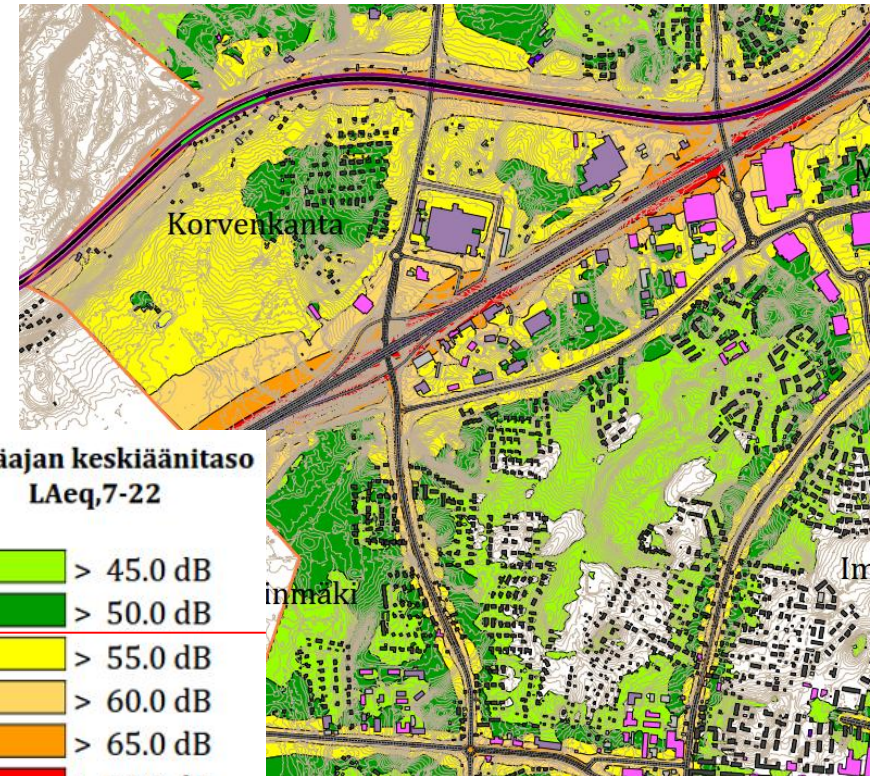 Korvenkanta
M
äajan keskiäänitaso
LAeq,7-22
> 45.0 dB
> 50.0 dB
> 55.0 dB
> 60.0 dB
> 65.0 dB
inmäki
Im